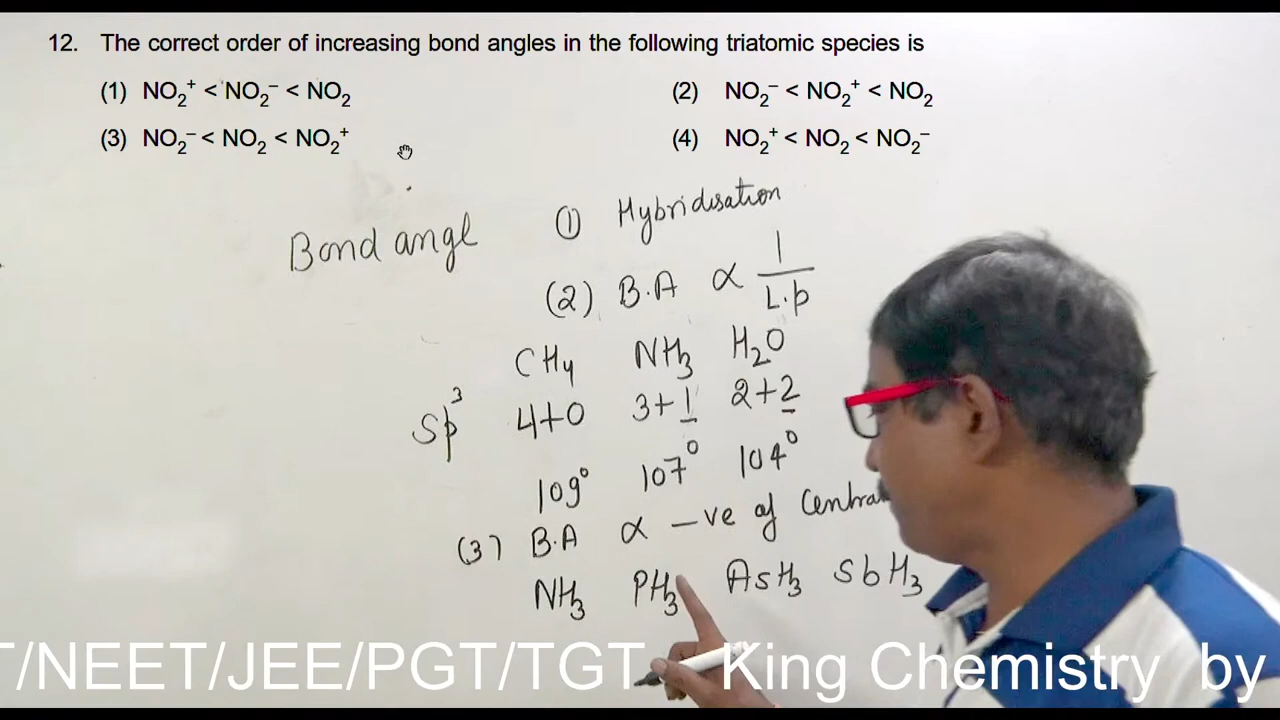 12. The correct order of increasing bond angles in the following triatomic species is
(1) NO₂⁺ < NO₂⁻ < NO₂ (2) NO₂⁻ < NO₂⁺ < NO₂
(3) NO₂⁻ < NO₂ < NO₂⁺ (4) NO₂⁺ < NO₂ < NO₂⁻
Bond angl ① Hybridisation
(2) B.A ∝ 1/L.p
CH4 NH₃ H₂O
Sp³ 4+0 3+1 2+2
109° 107° 104°
(3) B.A ∝ –ve of Central
NH₃ PH₃ AsH₃ SbH₃
T/NEET/JEE/PGT/TGT King Chemistry by